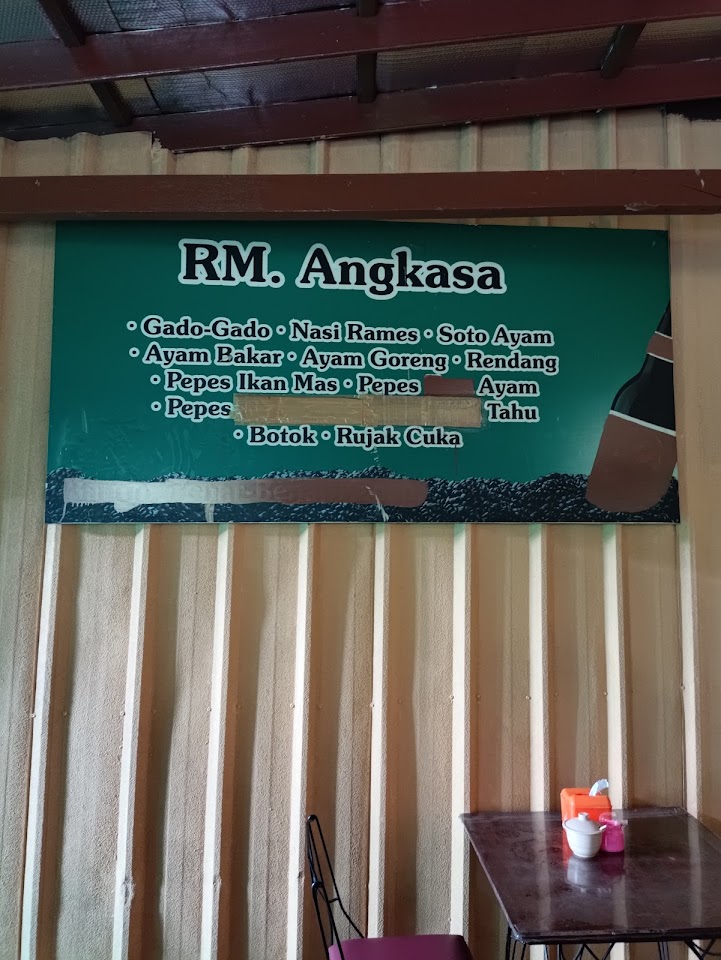 RM. Angkasa
• Gado-Gado • Nasi Rames • Soto Ayam
• Ayam Bakar • Ayam Goreng • Rendang
• Pepes Ikan Mas • Pepes Ayam
• Pepes Tahu
• Botok • Rujak Cuka